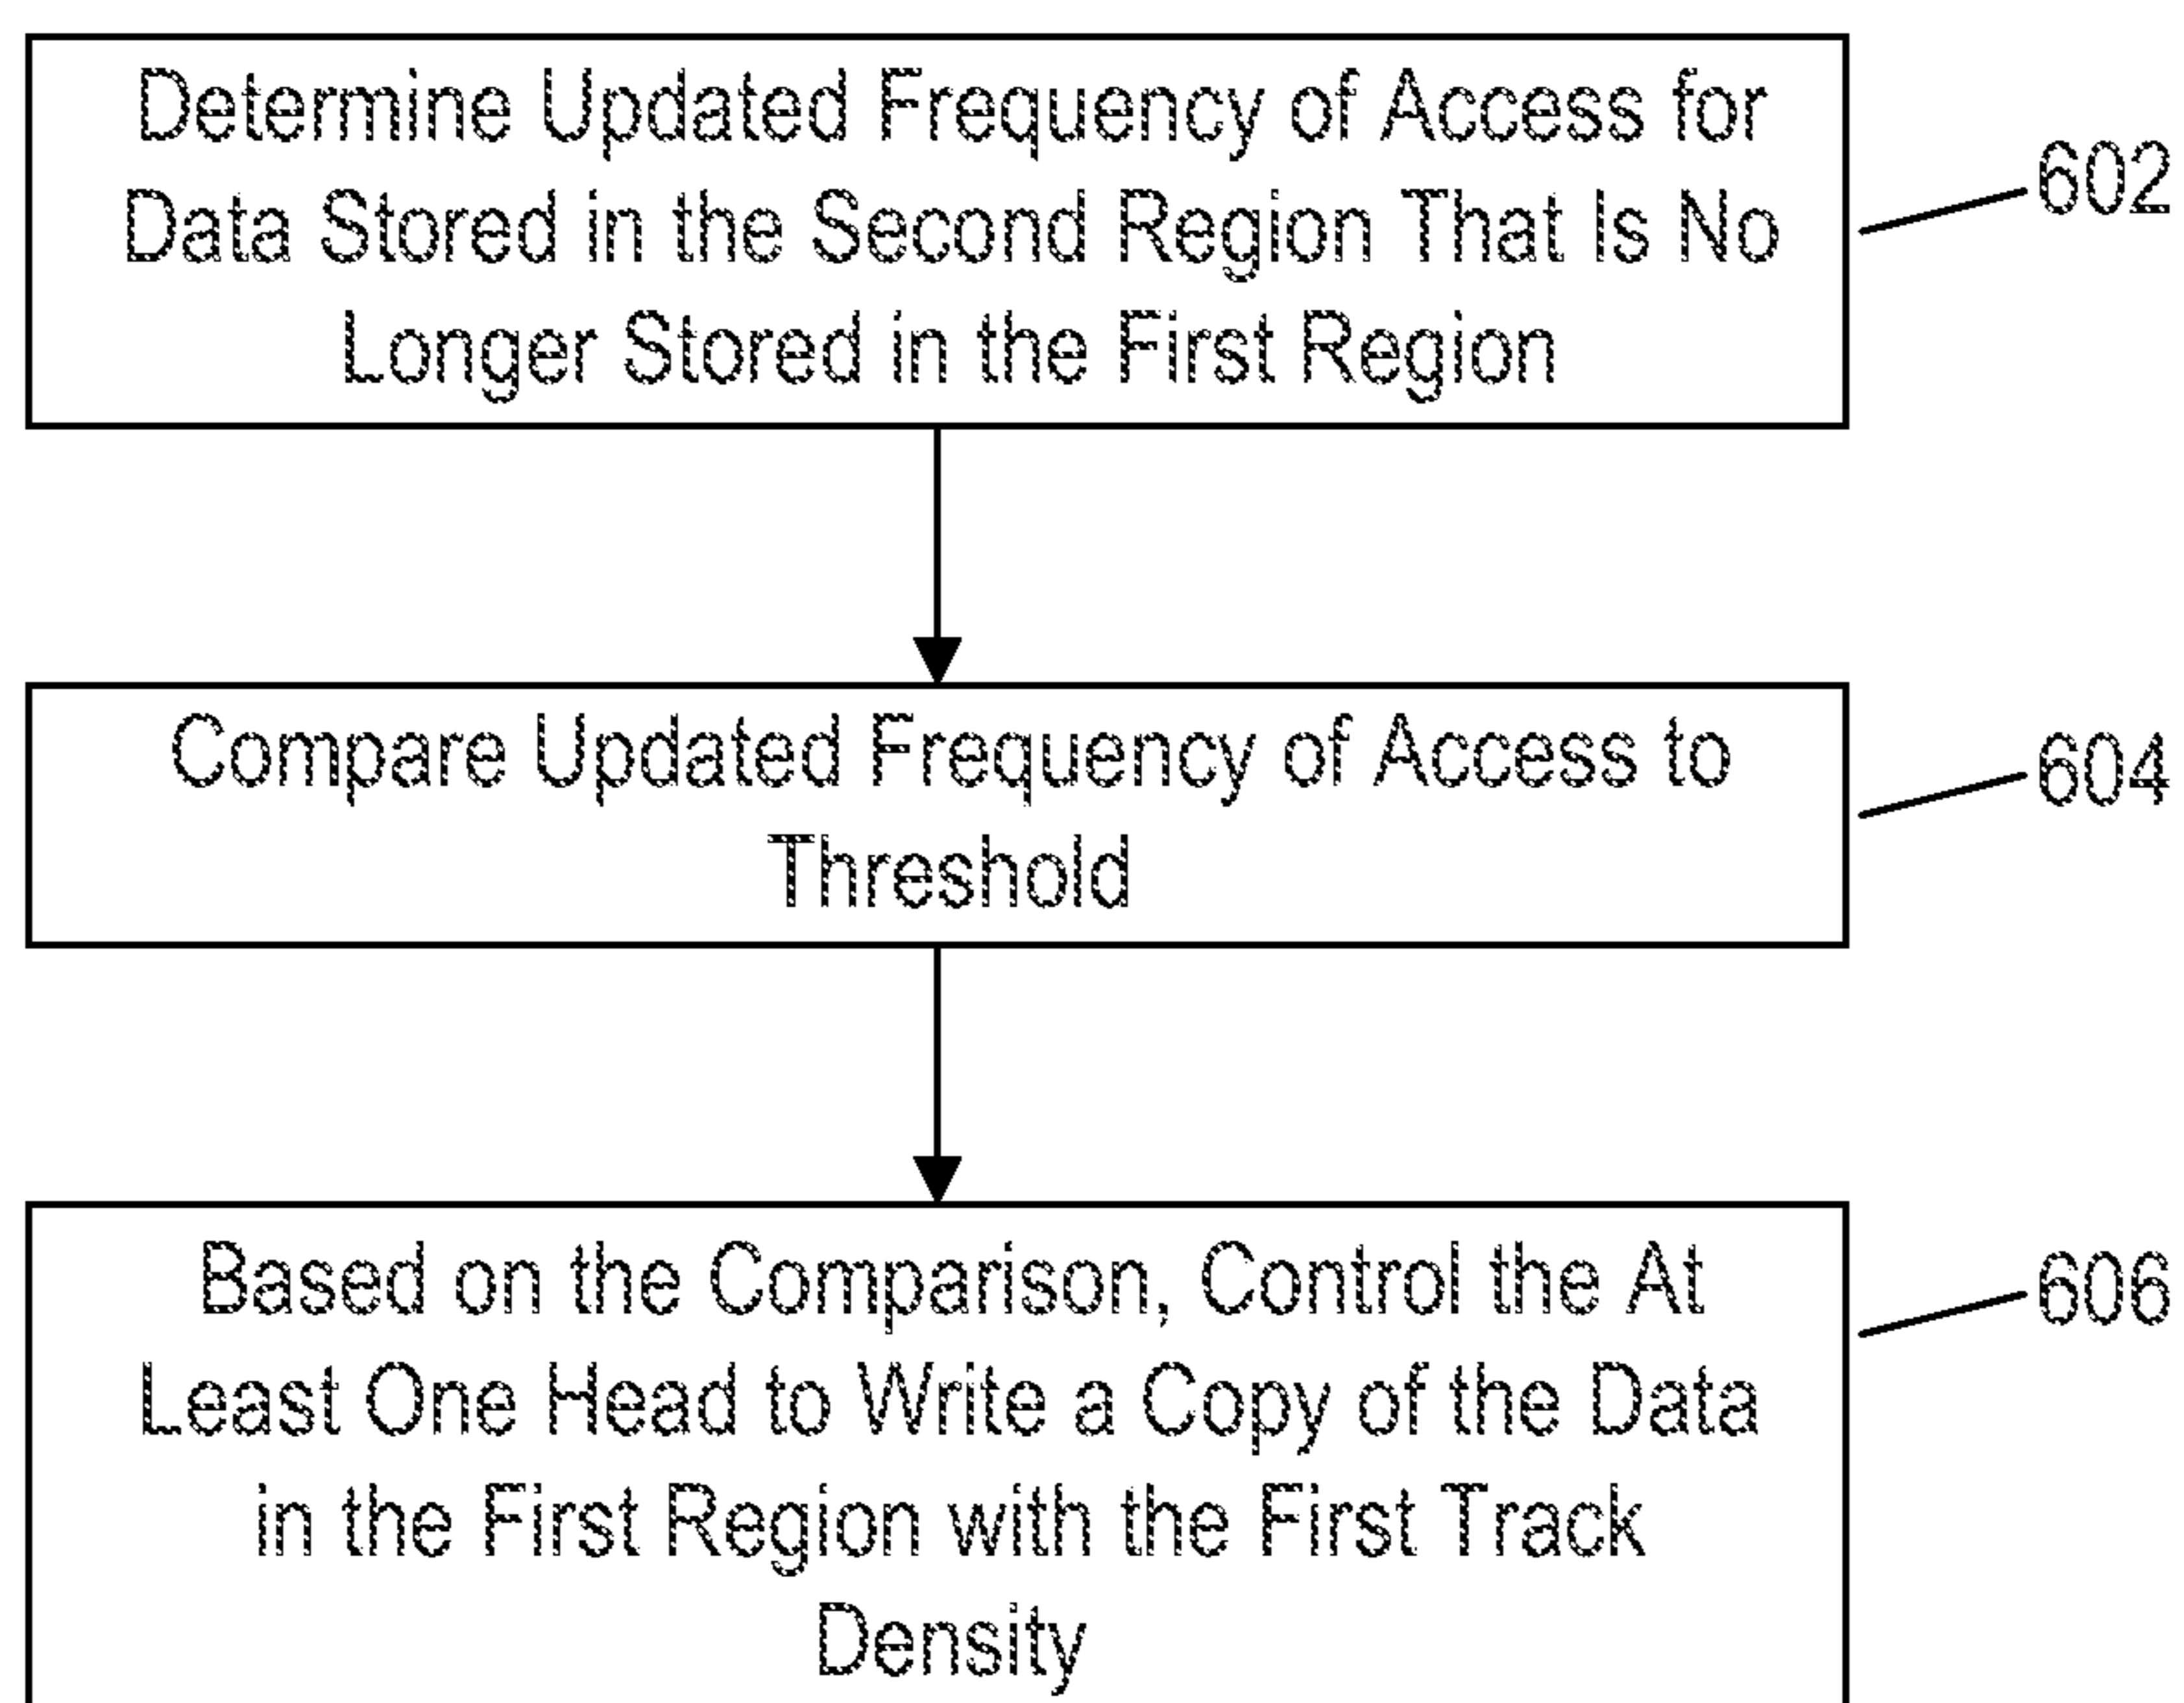 Determine Updated Frequency of Access for
Data Stored in the Second Region That Is No
Longer Stored in the First Region
602
Compare Updated Frequency of Access to
Threshold
604
Based on the Comparison, Control the At
Least One Head to Write a Copy of the Data
in the First Region with the First Track
Density
606